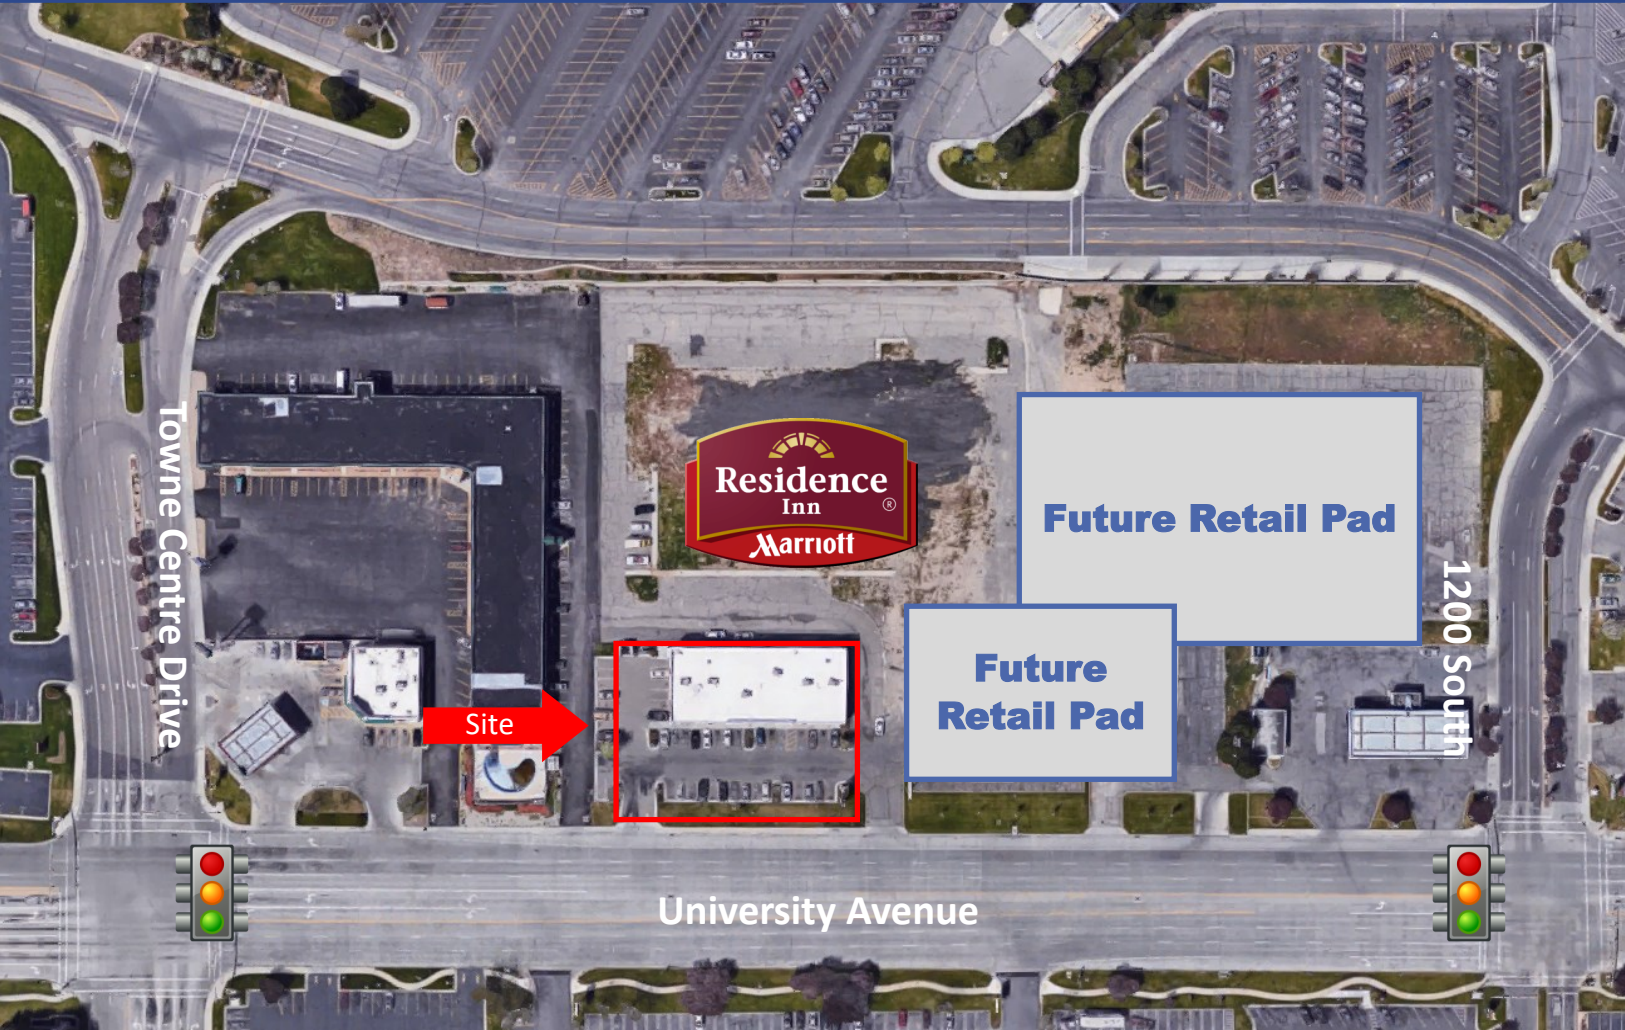 Towne Centre Drive
Residence
Inn
®
Marriott
Future Retail Pad
Future
Retail Pad
1200 South
Site
University Avenue